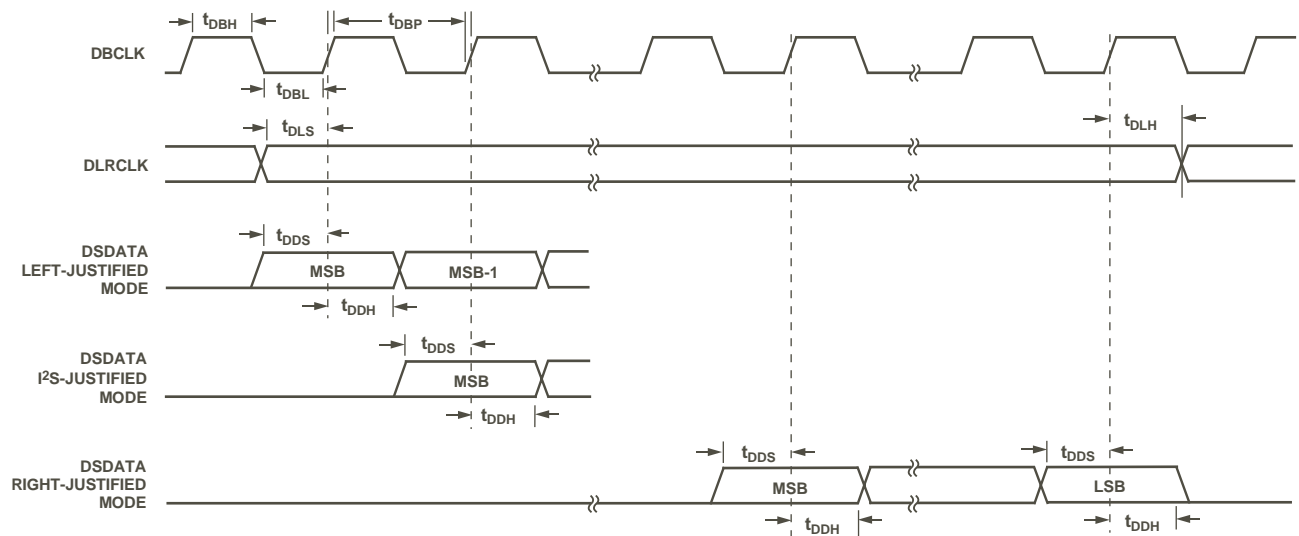 tDBH
tDBP
DBCLK
tDBL
tDLS
tDLH
DLRCLK
DSDATA
LEFT-JUSTIFIED
MODE
tDDS
MSB
MSB-1
tDDH
DSDATA
I²S-JUSTIFIED
MODE
tDDS
MSB
tDDH
DSDATA
RIGHT-JUSTIFIED
MODE
tDDS
tDDS
MSB
LSB
tDDH
tDDH